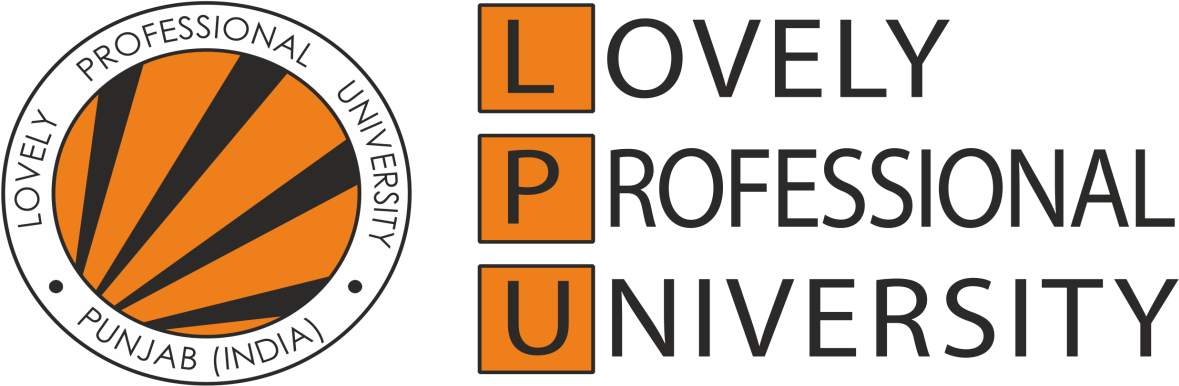 LOVELY PROFESSIONAL UNIVERSITY
• PUNJAB (INDIA) •
LOVELY
PROFESSIONAL
UNIVERSITY